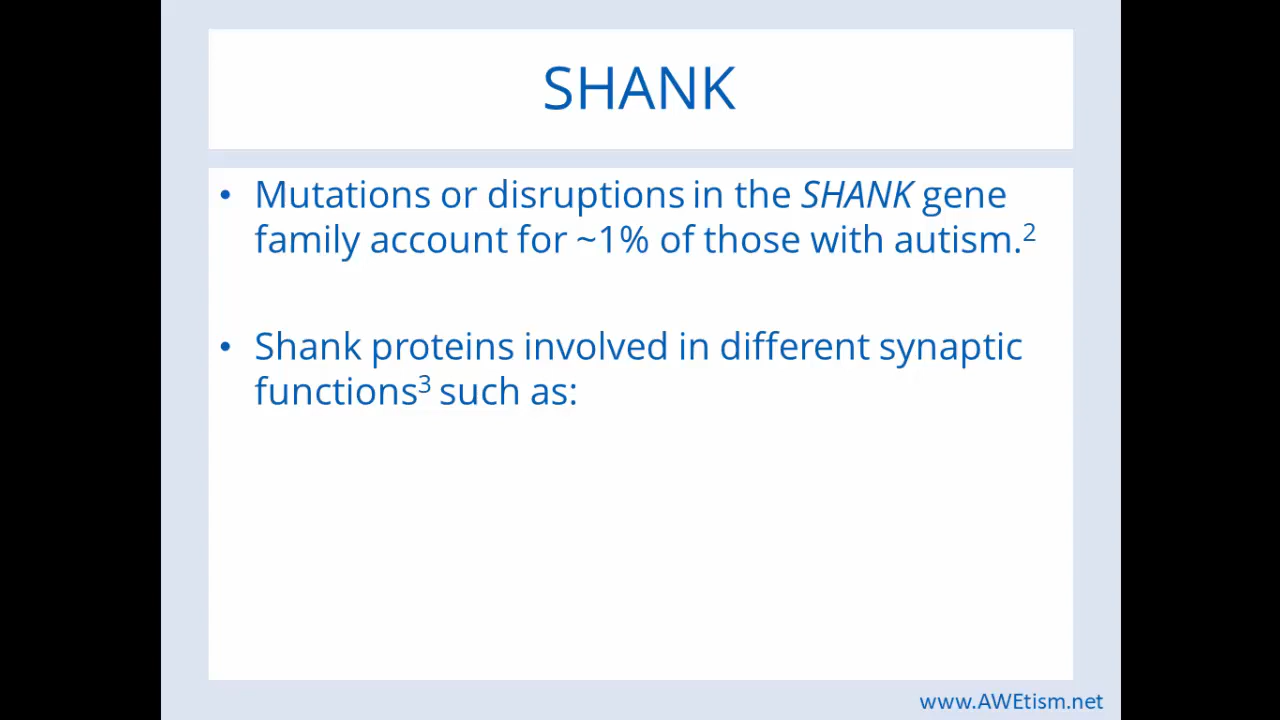 SHANK
• Mutations or disruptions in the SHANK gene
family account for ~1% of those with autism.²
• Shank proteins involved in different synaptic
functions³ such as:
www.AWEtism.net